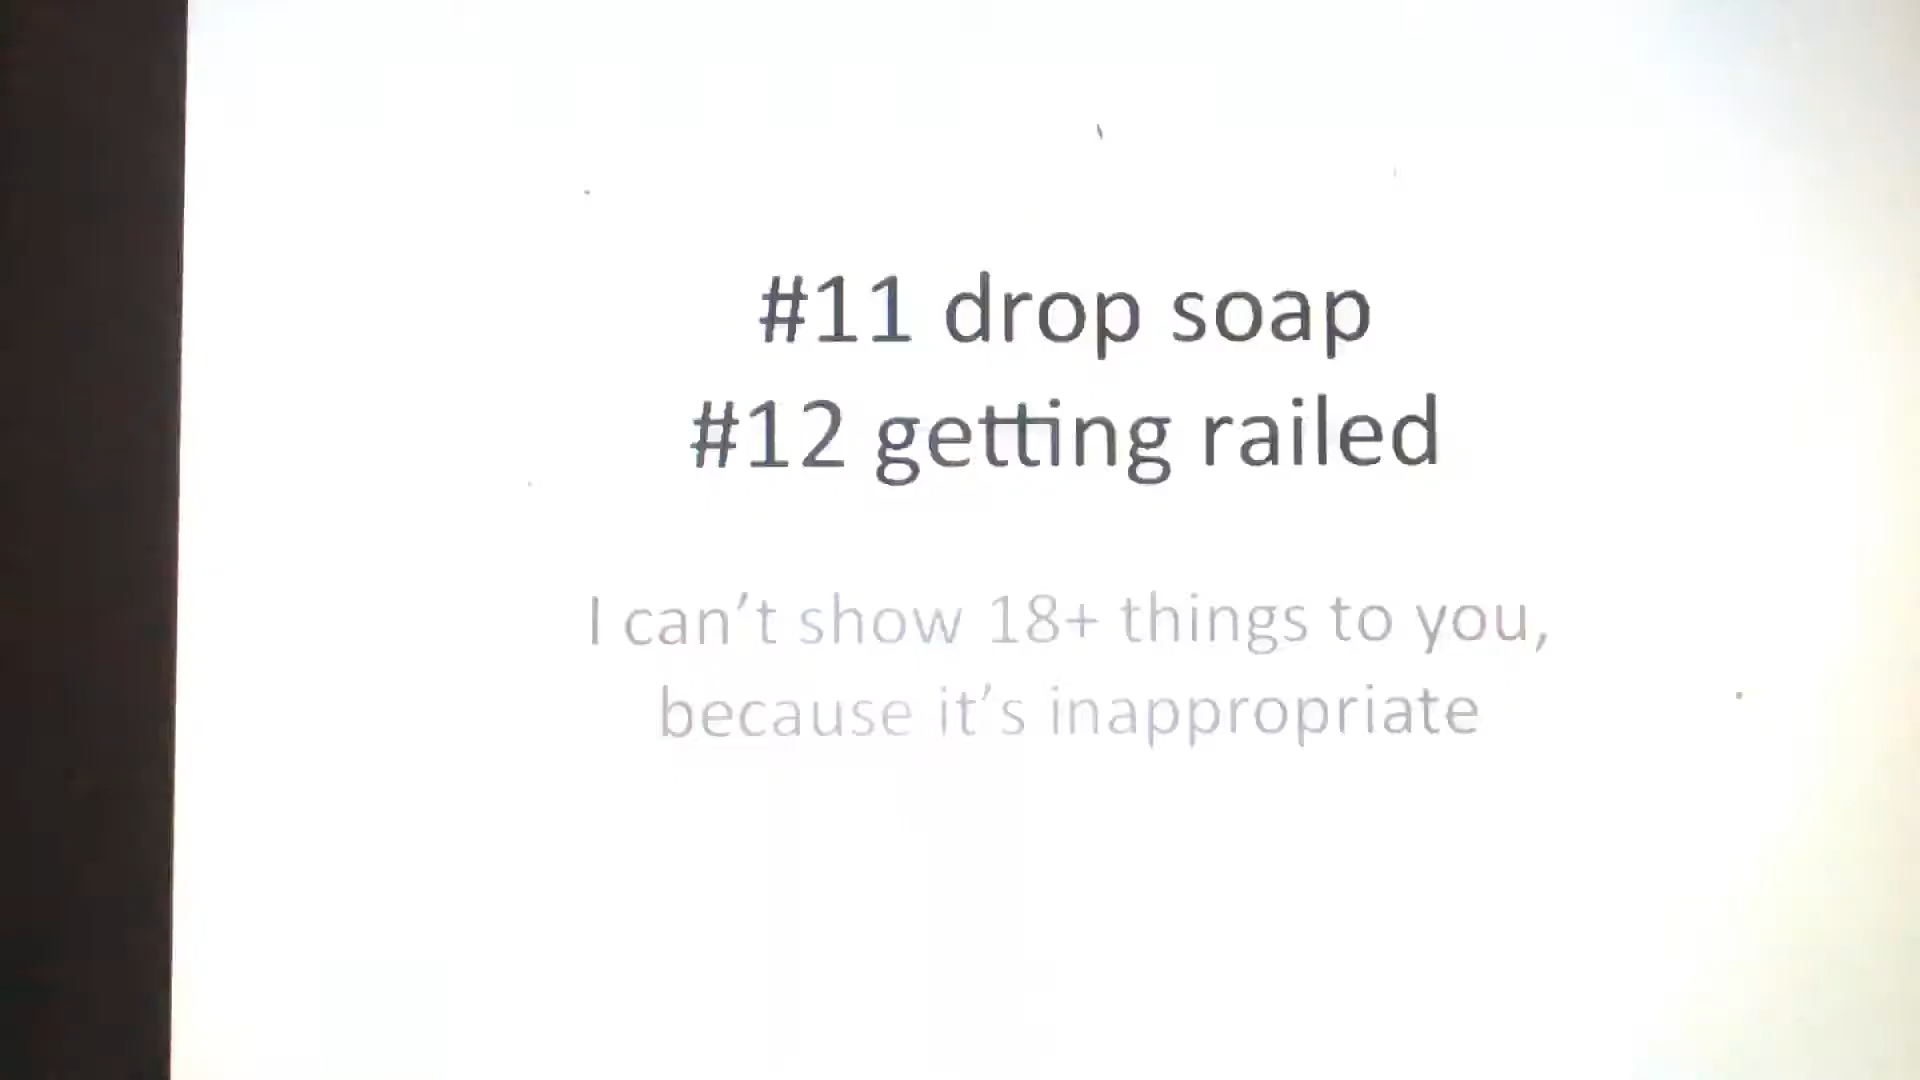 #11 drop soap
#12 getting railed
I can't show 18+ things to you,
because it's inappropriate